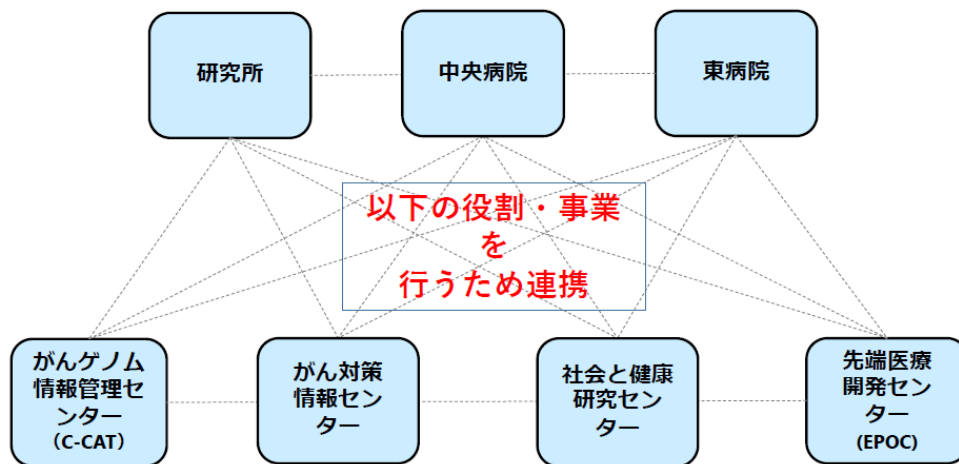 研究所
中央病院
東病院
以下の役割・事業
を
行うため連携
がんゲノム
情報管理セ
ンター
（C-CAT）
がん対策
情報セン
ター
社会と健康
研究セン
ター
先端医療
開発セン
ター
(EPOC)